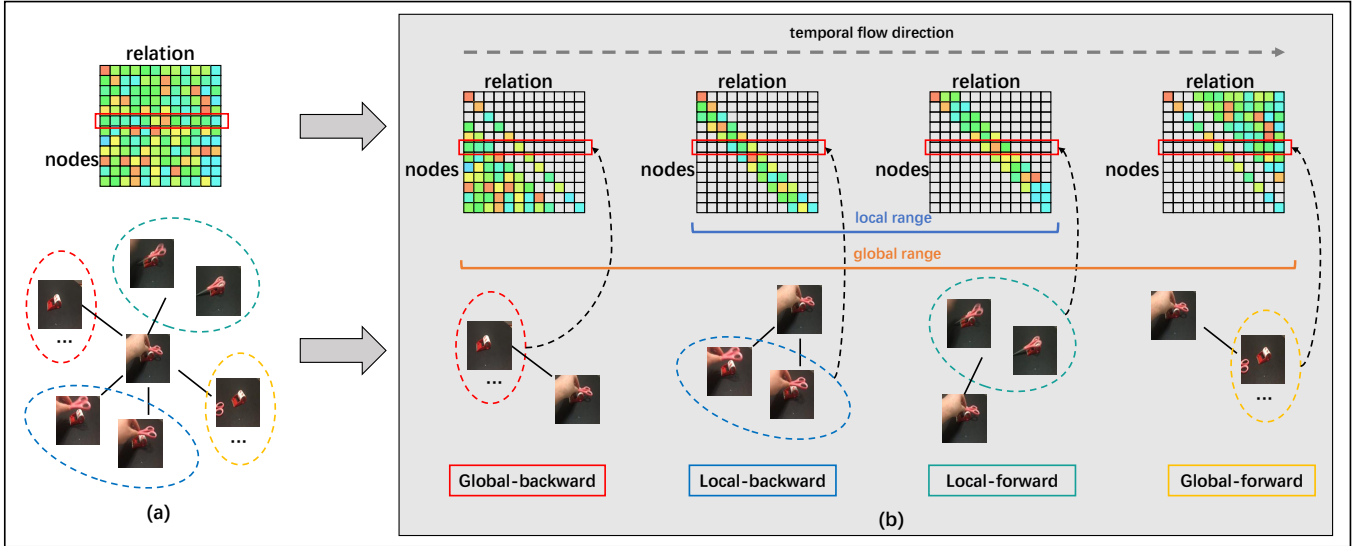 relation
nodes
...
...
(a)
temporal flow direction
relation
relation
relation
relation
nodes
nodes
nodes
nodes
local range
global range
...
...
Global-backward
Local-backward
Local-forward
Global-forward
(b)